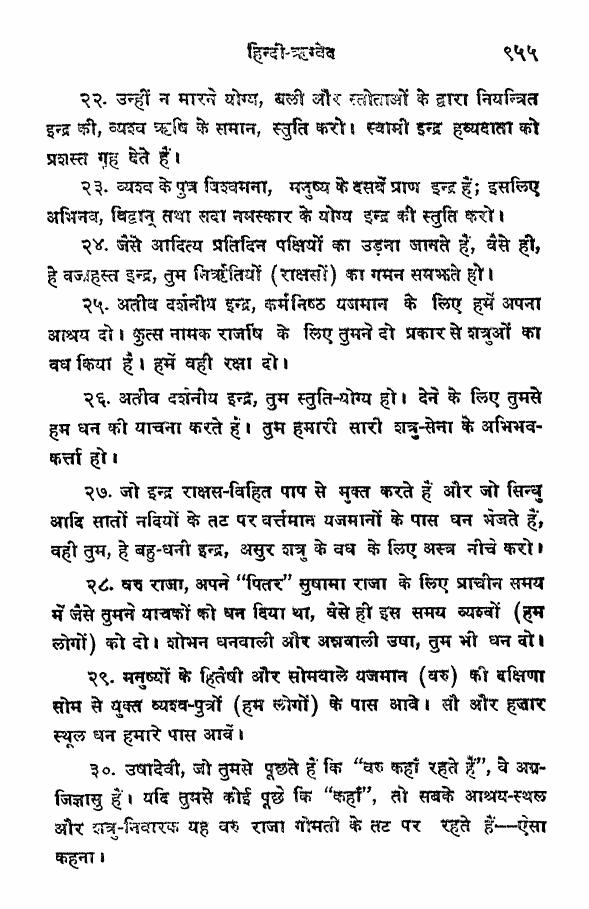 हिन्दी-ऋग्वेद ९५५
२२. उन्हीं न मारने योग्य, बली और स्तोताओं के द्वारा नियन्त्रित
इन्द्र की, व्यश्व ऋषि के समान, स्तुति करो। स्वामी इन्द्र हव्यदाता को
प्रशस्त गृह देते हैं।
२३. व्यश्व के पुत्र विश्वमना, मनुष्य के दसवें प्राण इन्द्र हैं; इसलिए
अभिनव, विद्वान् तथा सदा नमस्कार के योग्य इन्द्र की स्तुति करो।
२४. जैसे आदित्य प्रतिदिन पक्षियों का उड़ना जानते हैं, वैसे ही,
हे वज्रहस्त इन्द्र, तुम निर्ऋतियों (राक्षसों) का गमन समझते हो।
२५. अतीव दर्शनीय इन्द्र, कर्मनिष्ठ यजमान के लिए हमें अपना
आश्रय दो। कुत्स नामक राजर्षि के लिए तुमने दो प्रकार से शत्रुओं का
वध किया है। हमें वही रक्षा दो।
२६. अतीव दर्शनीय इन्द्र, तुम स्तुति-योग्य हो। देने के लिए तुमसे
हम धन की याचना करते हैं। तुम हमारी सारी शत्रु-सेना के अभिभव-
कर्त्ता हो।
२७. जो इन्द्र राक्षस-विहित पाप से मुक्त करते हैं और जो सिन्धु
आदि सातों नदियों के तट पर वर्त्तमान यजमानों के पास धन भेजते हैं,
वही तुम, हे बहु-धनी इन्द्र, असुर शत्रु के वध के लिए अस्त्र नीचे करो।
२८. वरु राजा, अपने “पितर” सुषामा राजा के लिए प्राचीन समय
में जैसे तुमने याचकों को धन दिया था, वैसे ही इस समय व्यश्वों (हम
लोगों) को दो। शोभन धनवाली और अन्नवाली उषा, तुम भी धन दो।
२९. मनुष्यों के हितैषी और सोमवाले यजमान (वरु) की दक्षिणा
सोम से युक्त व्यश्व-पुत्रों (हम लोगों) के पास आवे। सौ और हजार
स्थूल धन हमारे पास आवें।
३०. उषादेवी, जो तुमसे पूछते हैं कि “वरु कहाँ रहते हैं”, वे अग्र-
जिज्ञासु हैं। यदि तुमसे कोई पूछे कि “कहाँ”, तो सबके आश्रय-स्थल
और शत्रु-निवारक यह वरु राजा गोमती के तट पर रहते हैं—ऐसा
कहना।